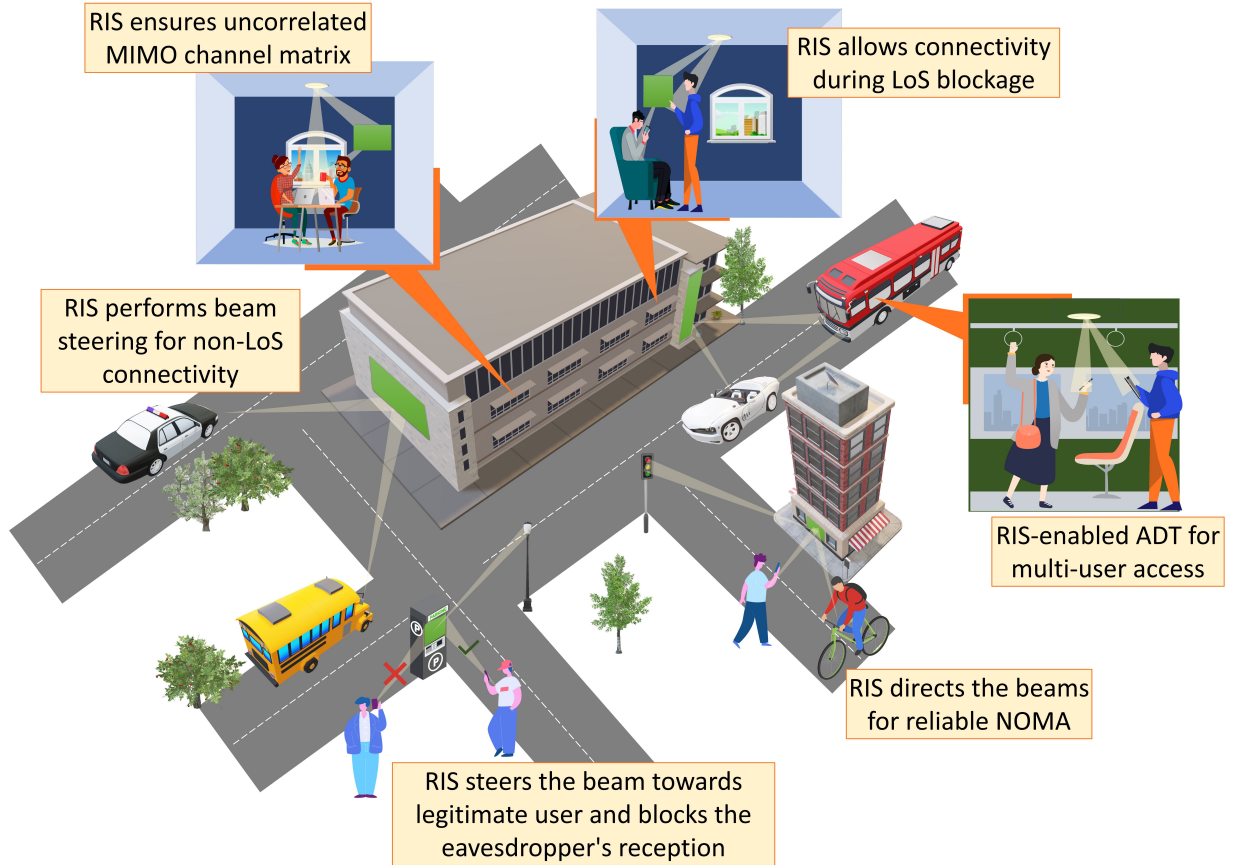 RIS ensures uncorrelated
MIMO channel matrix
RIS allows connectivity
during LoS blockage
RIS performs beam
steering for non-LoS
connectivity
RIS-enabled ADT for
multi-user access
RIS directs the beams
for reliable NOMA
P
P
RIS steers the beam towards
legitimate user and blocks the
eavesdropper's reception